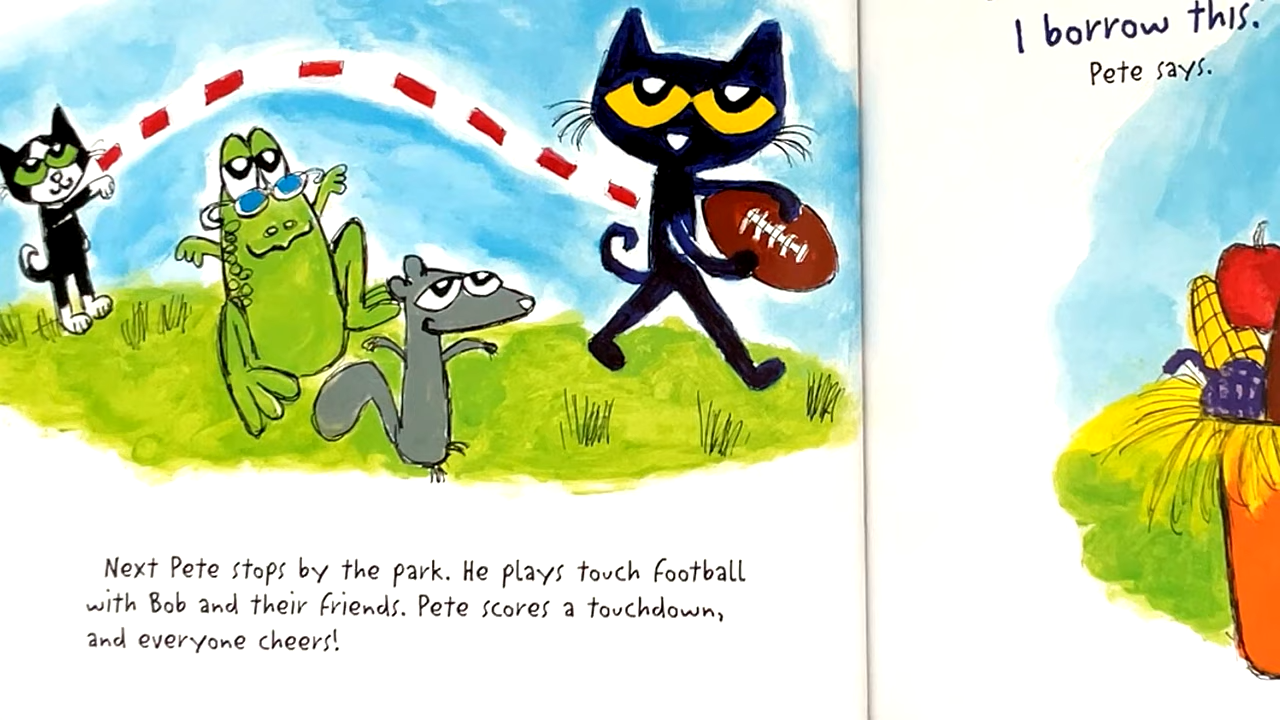 Next Pete stops by the park. He plays touch football
with Bob and their friends. Pete scores a touchdown,
and everyone cheers!
I borrow this."
Pete says.